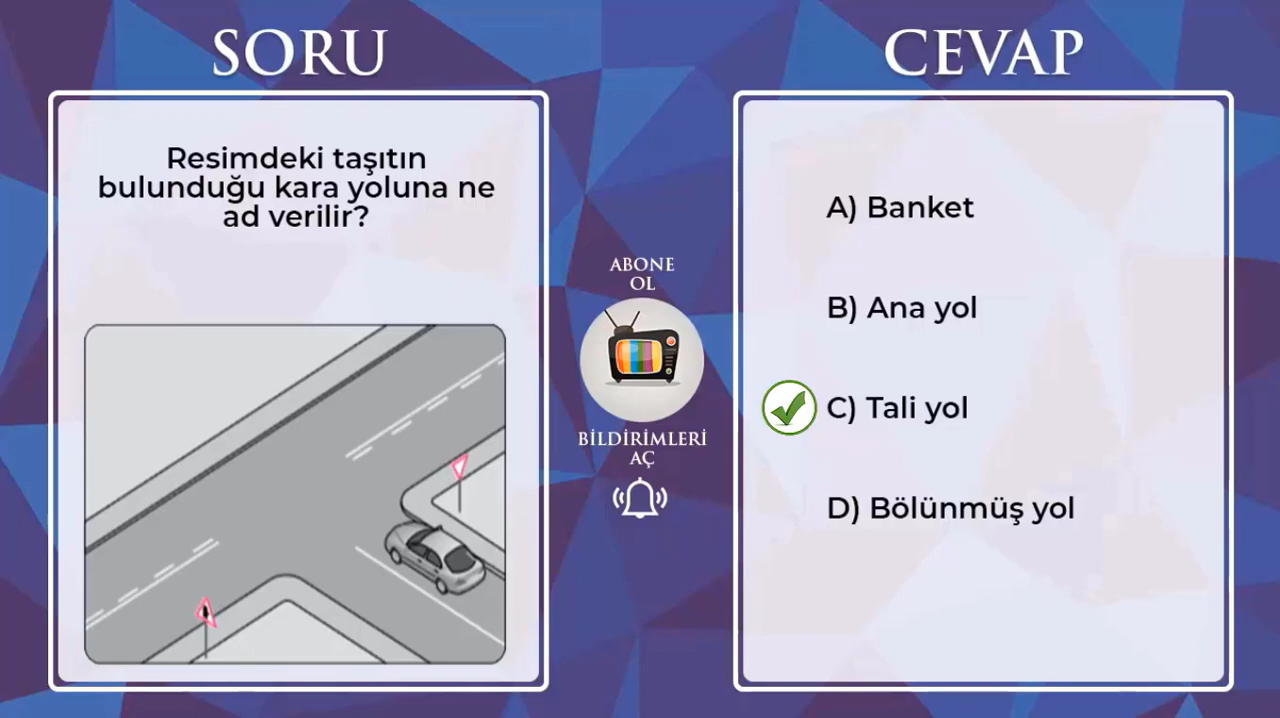 SORU
Resimdeki taşıtın
bulunduğu kara yoluna ne
ad verilir?
ABONE
OL
BİLDİRİMLERİ
AÇ
CEVAP
A) Banket
B) Ana yol
C) Tali yol
D) Bölünmüş yol